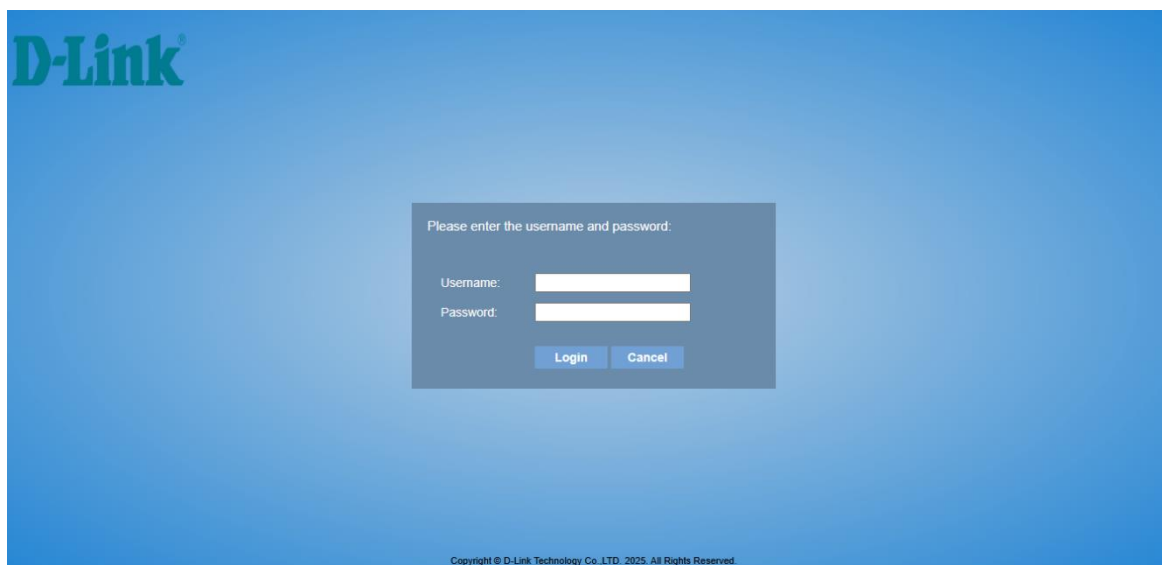 D-Link®
Please enter the username and password:
Username:
Password:
Login Cancel
Copyright © D-Link Technology Co.,LTD. 2025. All Rights Reserved.